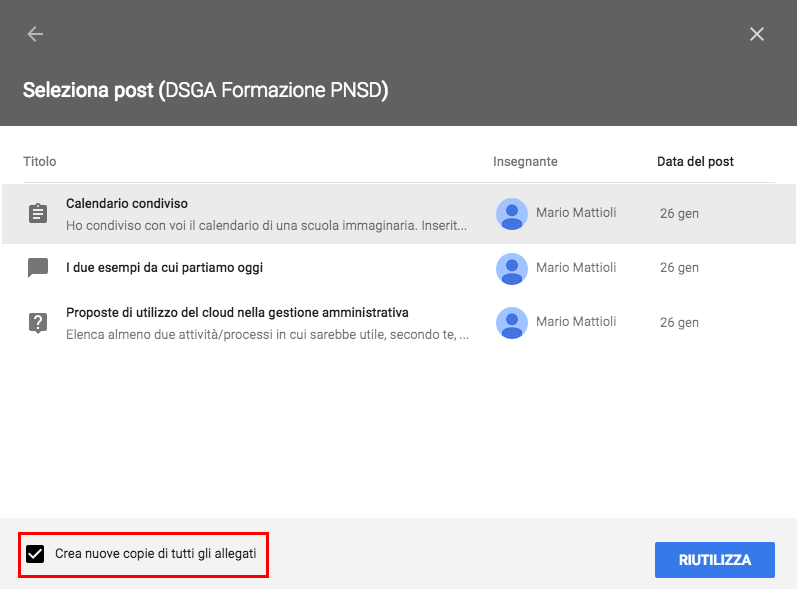 Seleziona post (DSGA Formazione PNSD)
Titolo Insegnante Data del post
Calendario condiviso
Ho condiviso con voi il calendario di una scuola immaginaria. Inserit...
Mario Mattioli 26 gen
I due esempi da cui partiamo oggi Mario Mattioli 26 gen
Proposte di utilizzo del cloud nella gestione amministrativa
Elenca almeno due attività/processi in cui sarebbe utile, secondo te, ...
Mario Mattioli 26 gen
Crea nuove copie di tutti gli allegati
RIUTILIZZA